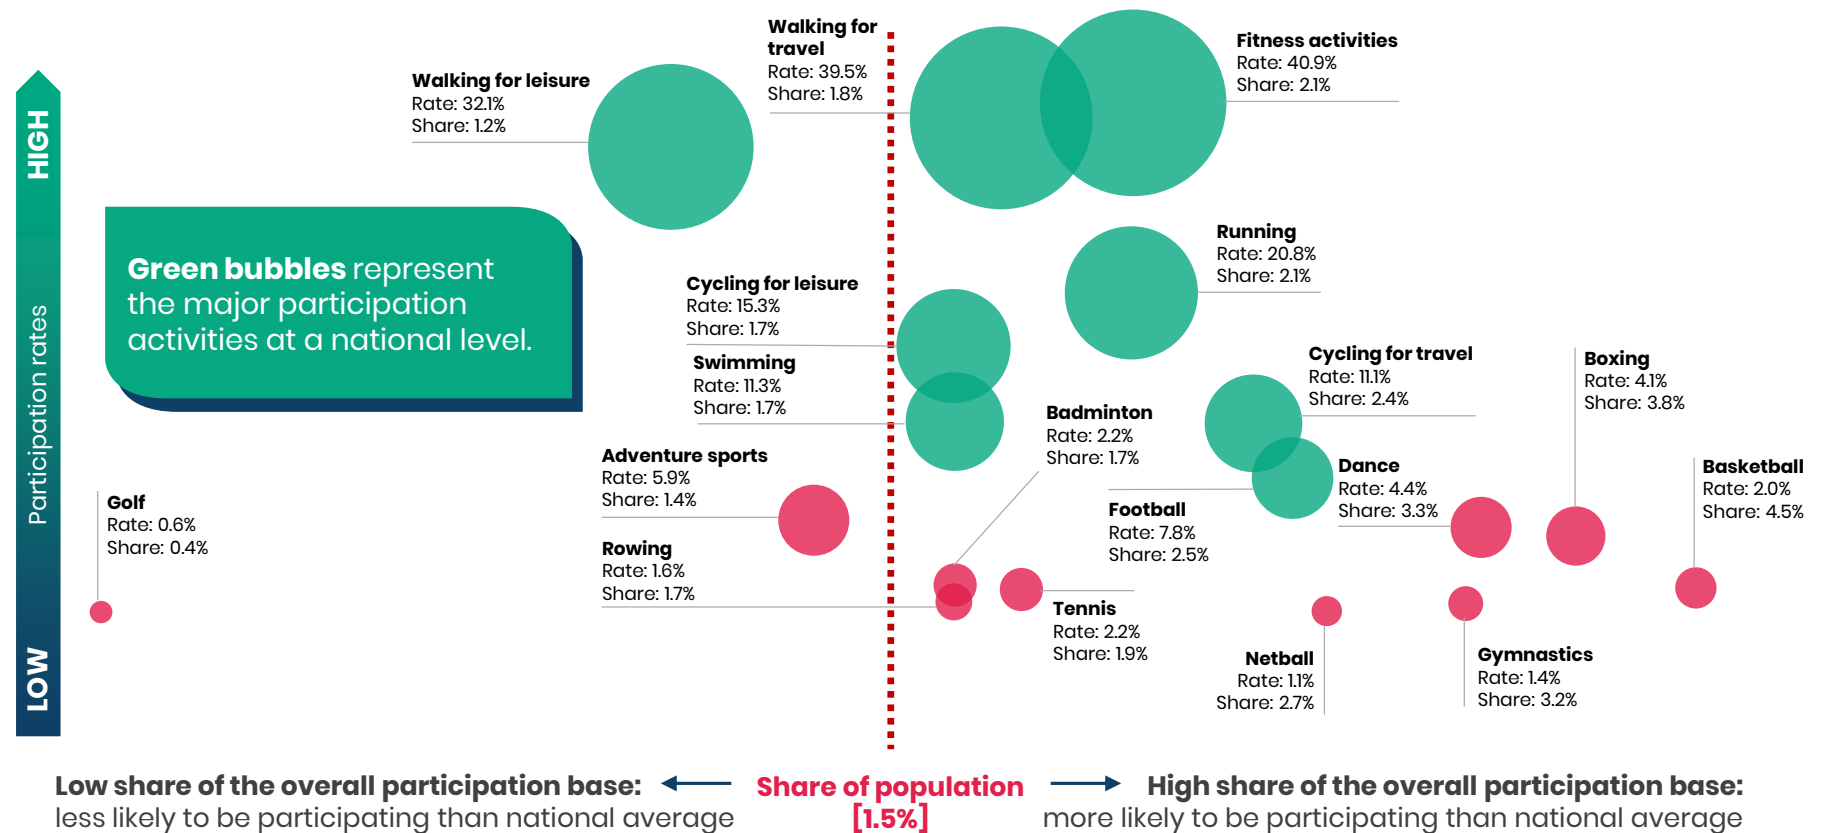 Walking for
travel
Rate: 39.5%
Share: 1.8%
Fitness activities
Rate: 40.9%
Share: 2.1%
Walking for leisure
Rate: 32.1%
Share: 1.2%
HIGH
Participation rates
LOW
Green bubbles represent
the major participation
activities at a national level.
Running
Rate: 20.8%
Share: 2.1%
Cycling for leisure
Rate: 15.3%
Share: 1.7%
Swimming
Rate: 11.3%
Share: 1.7%
Cycling for travel
Rate: 11.1%
Share: 2.4%
Boxing
Rate: 4.1%
Share: 3.8%
Badminton
Rate: 2.2%
Share: 1.7%
Adventure sports
Rate: 5.9%
Share: 1.4%
Dance
Rate: 4.4%
Share: 3.3%
Basketball
Rate: 2.0%
Share: 4.5%
Golf
Rate: 0.6%
Share: 0.4%
Football
Rate: 7.8%
Share: 2.5%
Rowing
Rate: 1.6%
Share: 1.7%
Tennis
Rate: 2.2%
Share: 1.9%
Netball
Rate: 1.1%
Share: 2.7%
Gymnastics
Rate: 1.4%
Share: 3.2%
Low share of the overall participation base:
less likely to be participating than national average
Share of population
[1.5%]
High share of the overall participation base:
more likely to be participating than national average